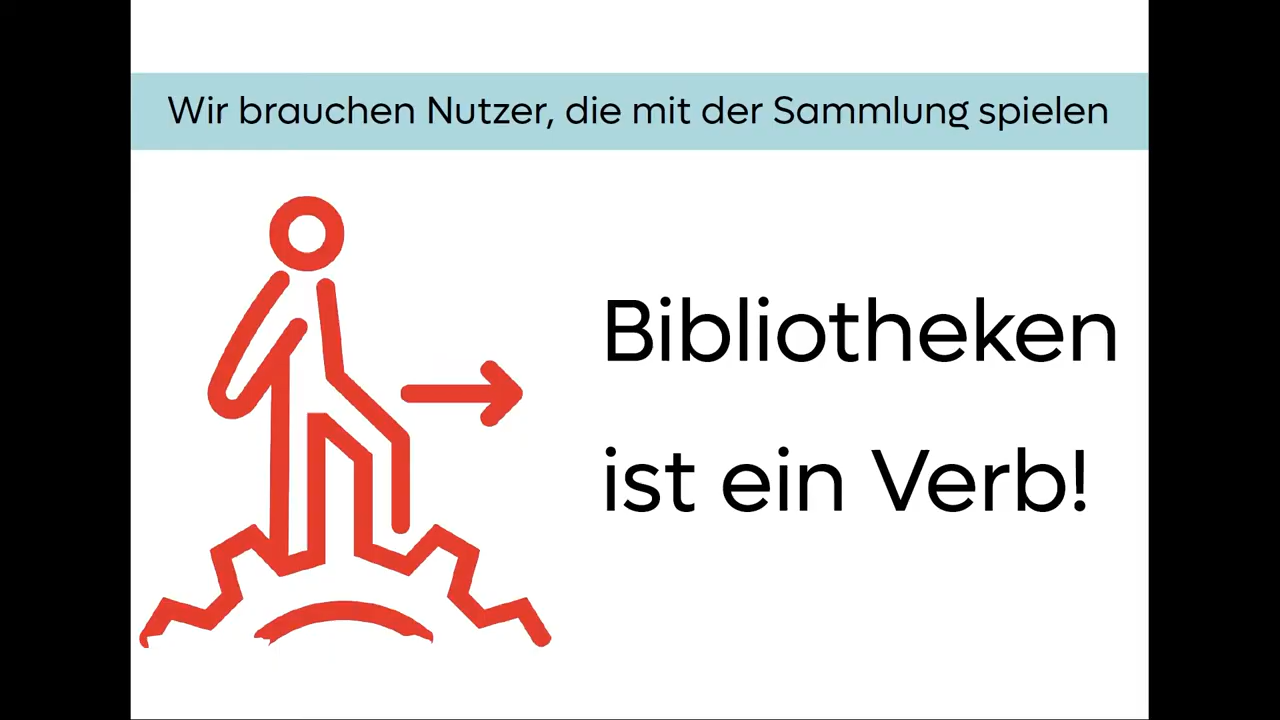 Wir brauchen Nutzer, die mit der Sammlung spielen
Bibliotheken
ist ein Verb!